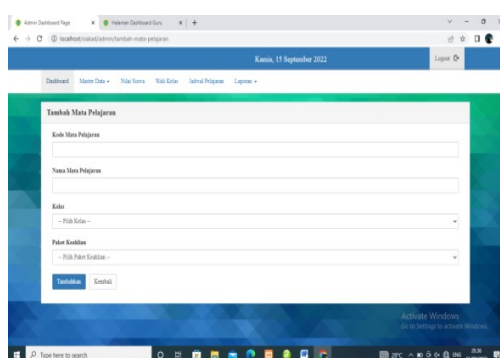 Admin Dashboard Page
Halaman Dashboard Guru
localhost/siakad/admin/tambah-mata-pelajaran
Kamis, 15 September 2022
Logout
Dashboard Master Data Nilai Siswa Wali Kelas Jadwal Pelajaran Laporan
Tambah Mata Pelajaran
Kode Mata Pelajaran
Nama Mata Pelajaran
Kelas
-- Pilih Kelas --
Paket Keahlian
-- Pilih Paket Keahlian --
Tambahkan Kembali
Activate Windows
Go to Settings to activate Windows.
Type here to search
28°C
ENG